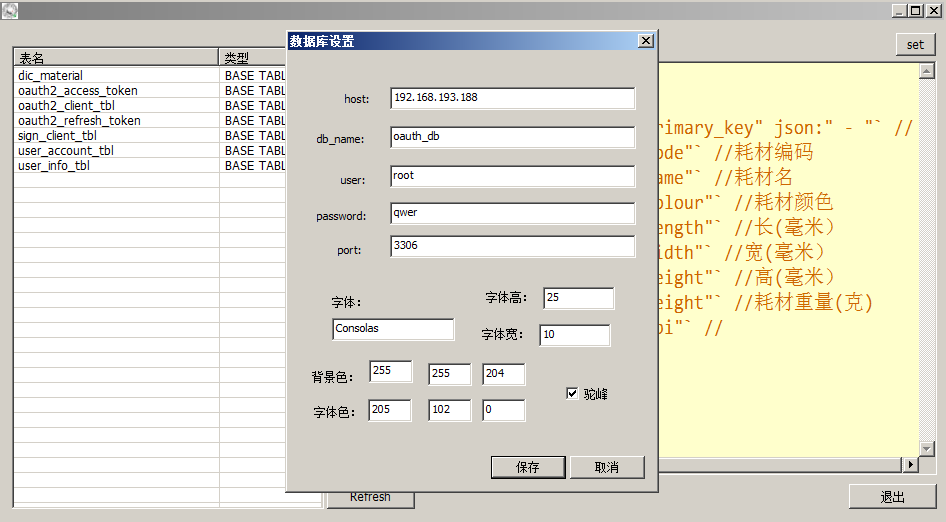 set
表名 类型
dic_material BASE TABL
oauth2_access_token BASE TABL
oauth2_client_tbl BASE TABL
oauth2_refresh_token BASE TABL
sign_client_tbl BASE TABL
user_account_tbl BASE TABL
user_info_tbl BASE TABL
数据库设置
host: 192.168.193.188
db_name: oauth_db
user: root
password: qwer
port: 3306
字体: 字体高: 25
Consolas 字体宽: 10
背景色: 255 255 204
驼峰
字体色: 205 102 0
保存 取消
rimary_key" json:" - "` //
ode"` //耗材编码
ame"` //耗材名
olour"` //耗材颜色
ength"` //长(毫米)
idth"` //宽(毫米)
eight"` //高(毫米)
eight"` //耗材重量(克)
pi"` //
Refresh
退出